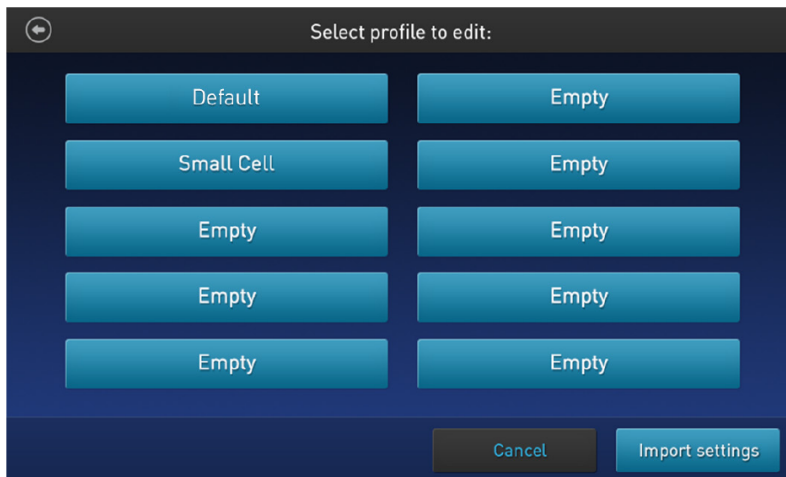 Select profile to edit:
Default
Empty
Small Cell
Empty
Empty
Empty
Empty
Empty
Empty
Empty
Cancel
Import settings